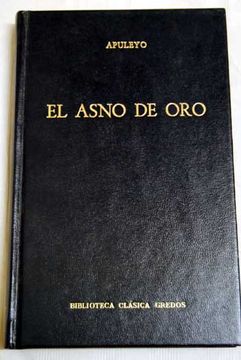 APULEYO
EL ASNO DE ORO
BIBLIOTECA CLÁSICA GREDOS